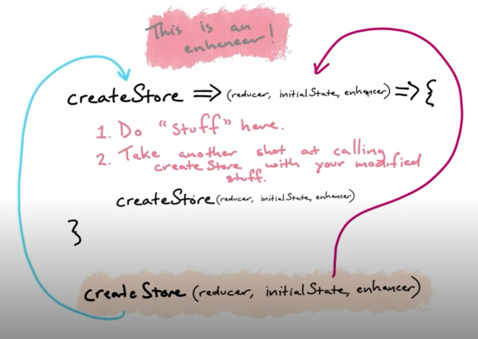 This is an
enhancer!
createStore => (reducer, initialState, enhancer) => {
1. Do "stuff" here.
2. Take another shot at calling
createStore with your modified
stuff.
createStore (reducer, initialState, enhancer)
}
createStore (reducer, initialState, enhancer)